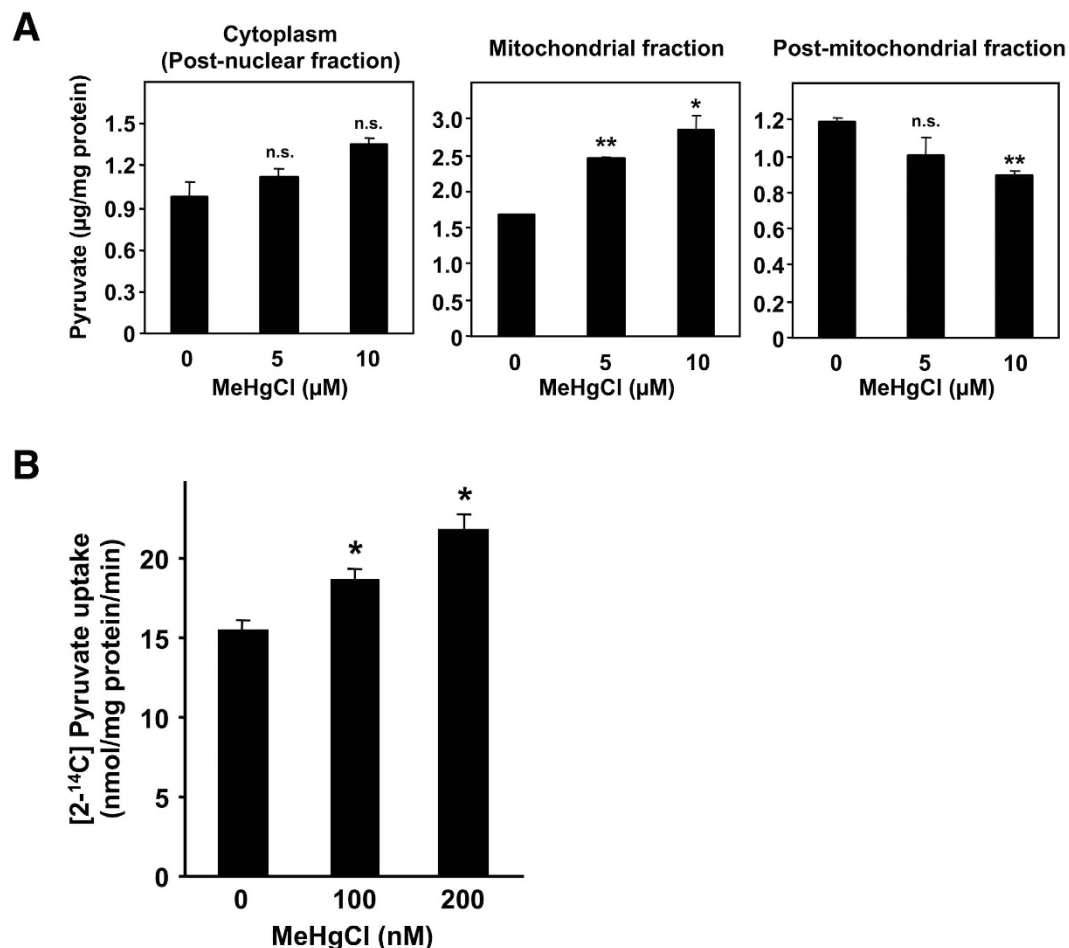 A
Cytoplasm
(Post-nuclear fraction)
Mitochondrial fraction
Post-mitochondrial fraction
Pyruvate (μg/mg protein)
1.5
1.2
0.9
0.6
0.3
0
n.s.
n.s.
0 5 10
MeHgCl (μM)
3.0
2.5
2.0
1.5
1.0
0.5
0
**
*
0 5 10
MeHgCl (μM)
1.2
1.0
0.8
0.6
0.4
0.2
0
n.s.
**
0 5 10
MeHgCl (μM)
B
[2-¹⁴C] Pyruvate uptake
(nmol/mg protein/min)
20
15
10
5
0
*
*
0 100 200
MeHgCl (nM)